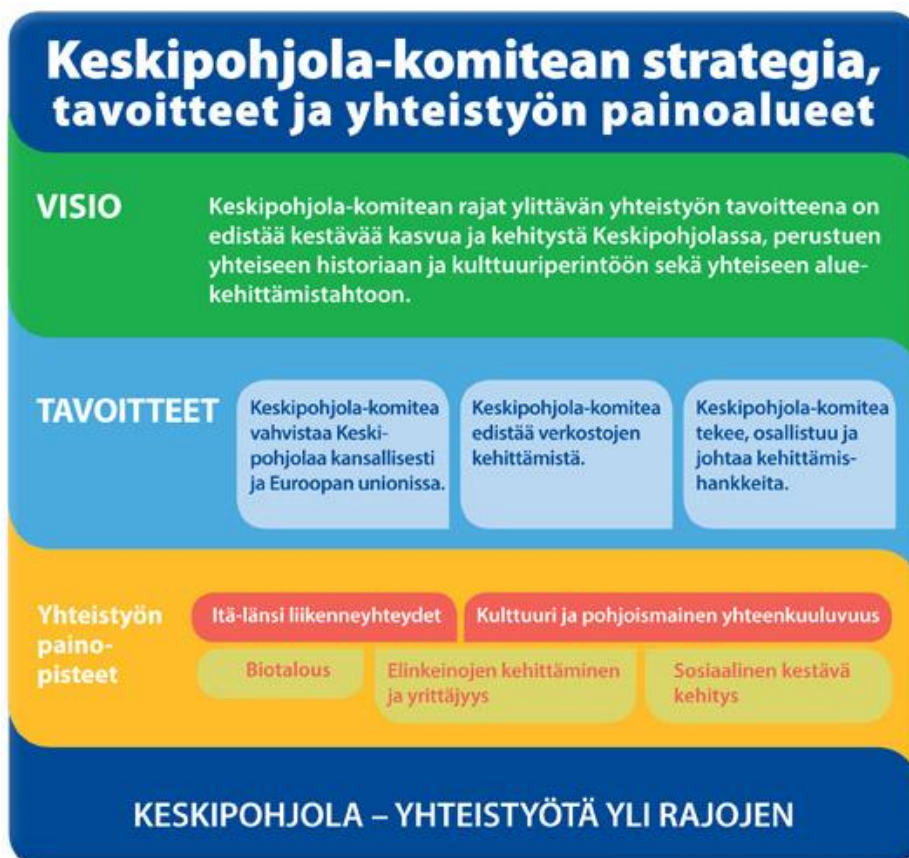 Keskipohjola-komitean strategia,
tavoitteet ja yhteistyön painoalueet
VISIO
Keskipohjola-komitean rajat ylittävän yhteistyön tavoitteena on
edistää kestävää kasvua ja kehitystä Keskipohjolassa, perustuen
yhteiseen historiaan ja kulttuuriperintöön sekä yhteiseen alue-
kehittämistahtoon.
TAVOITTEET
Keskipohjola-komitea
vahvistaa Keski-
pohjolaa kansallisesti
ja Euroopan unionissa.
Keskipohjola-komitea
edistää verkostojen
kehittämistä.
Keskipohjola-komitea
tekee, osallistuu ja
johtaa kehittämis-
hankkeita.
Yhteistyön
paino-
pisteet
Itä-länsi liikenneyhteydet
Kulttuuri ja pohjoismainen yhteenkuuluvuus
Biotalous
Elinkeinojen kehittäminen
ja yrittäjyys
Sosiaalinen kestävä
kehitys
KESKIPOHJOLA – YHTEISTYÖTÄ YLI RAJOJEN